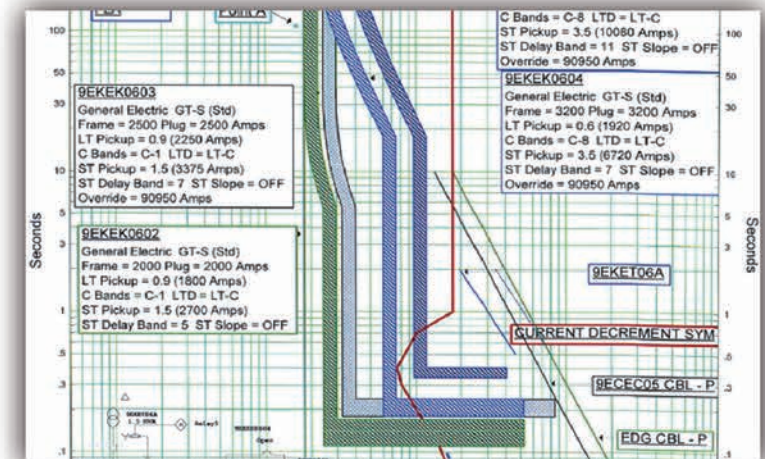 Point A
C Bands = C-8 LTD = LT-C
ST Pickup = 3.5 (10080 Amps)
ST Delay Band = 11 ST Slope = OFF
Override = 90950 Amps
9EKEK0604
General Electric GT-S (Std)
Frame = 3200 Plug = 3200 Amps
LT Pickup = 0.6 (1920 Amps)
C Bands = C-8 LTD = LT-C
ST Pickup = 3.5 (6720 Amps)
ST Delay Band = 7 ST Slope = OFF
Override = 90950 Amps
9EKEK0603
General Electric GT-S (Std)
Frame = 2500 Plug = 2500 Amps
LT Pickup = 0.9 (2250 Amps)
C Bands = C-1 LTD = LT-C
ST Pickup = 1.5 (3375 Amps)
ST Delay Band = 7 ST Slope = OFF
Override = 90950 Amps
9EKEK0602
General Electric GT-S (Std)
Frame = 2000 Plug = 2000 Amps
LT Pickup = 0.9 (1800 Amps)
C Bands = C-1 LTD = LT-C
ST Pickup = 1.5 (2700 Amps)
ST Delay Band = 5 ST Slope = OFF
9EKET06A
CURRENT DECREMENT SYM
9ECEC05 CBL - P
EDG CBL - P
Relay3
Open
Seconds
100
50
30
10
5
3
1
.5
.3
.1
Seconds
100
50
30
10
5
3
1
.5
.3
.1